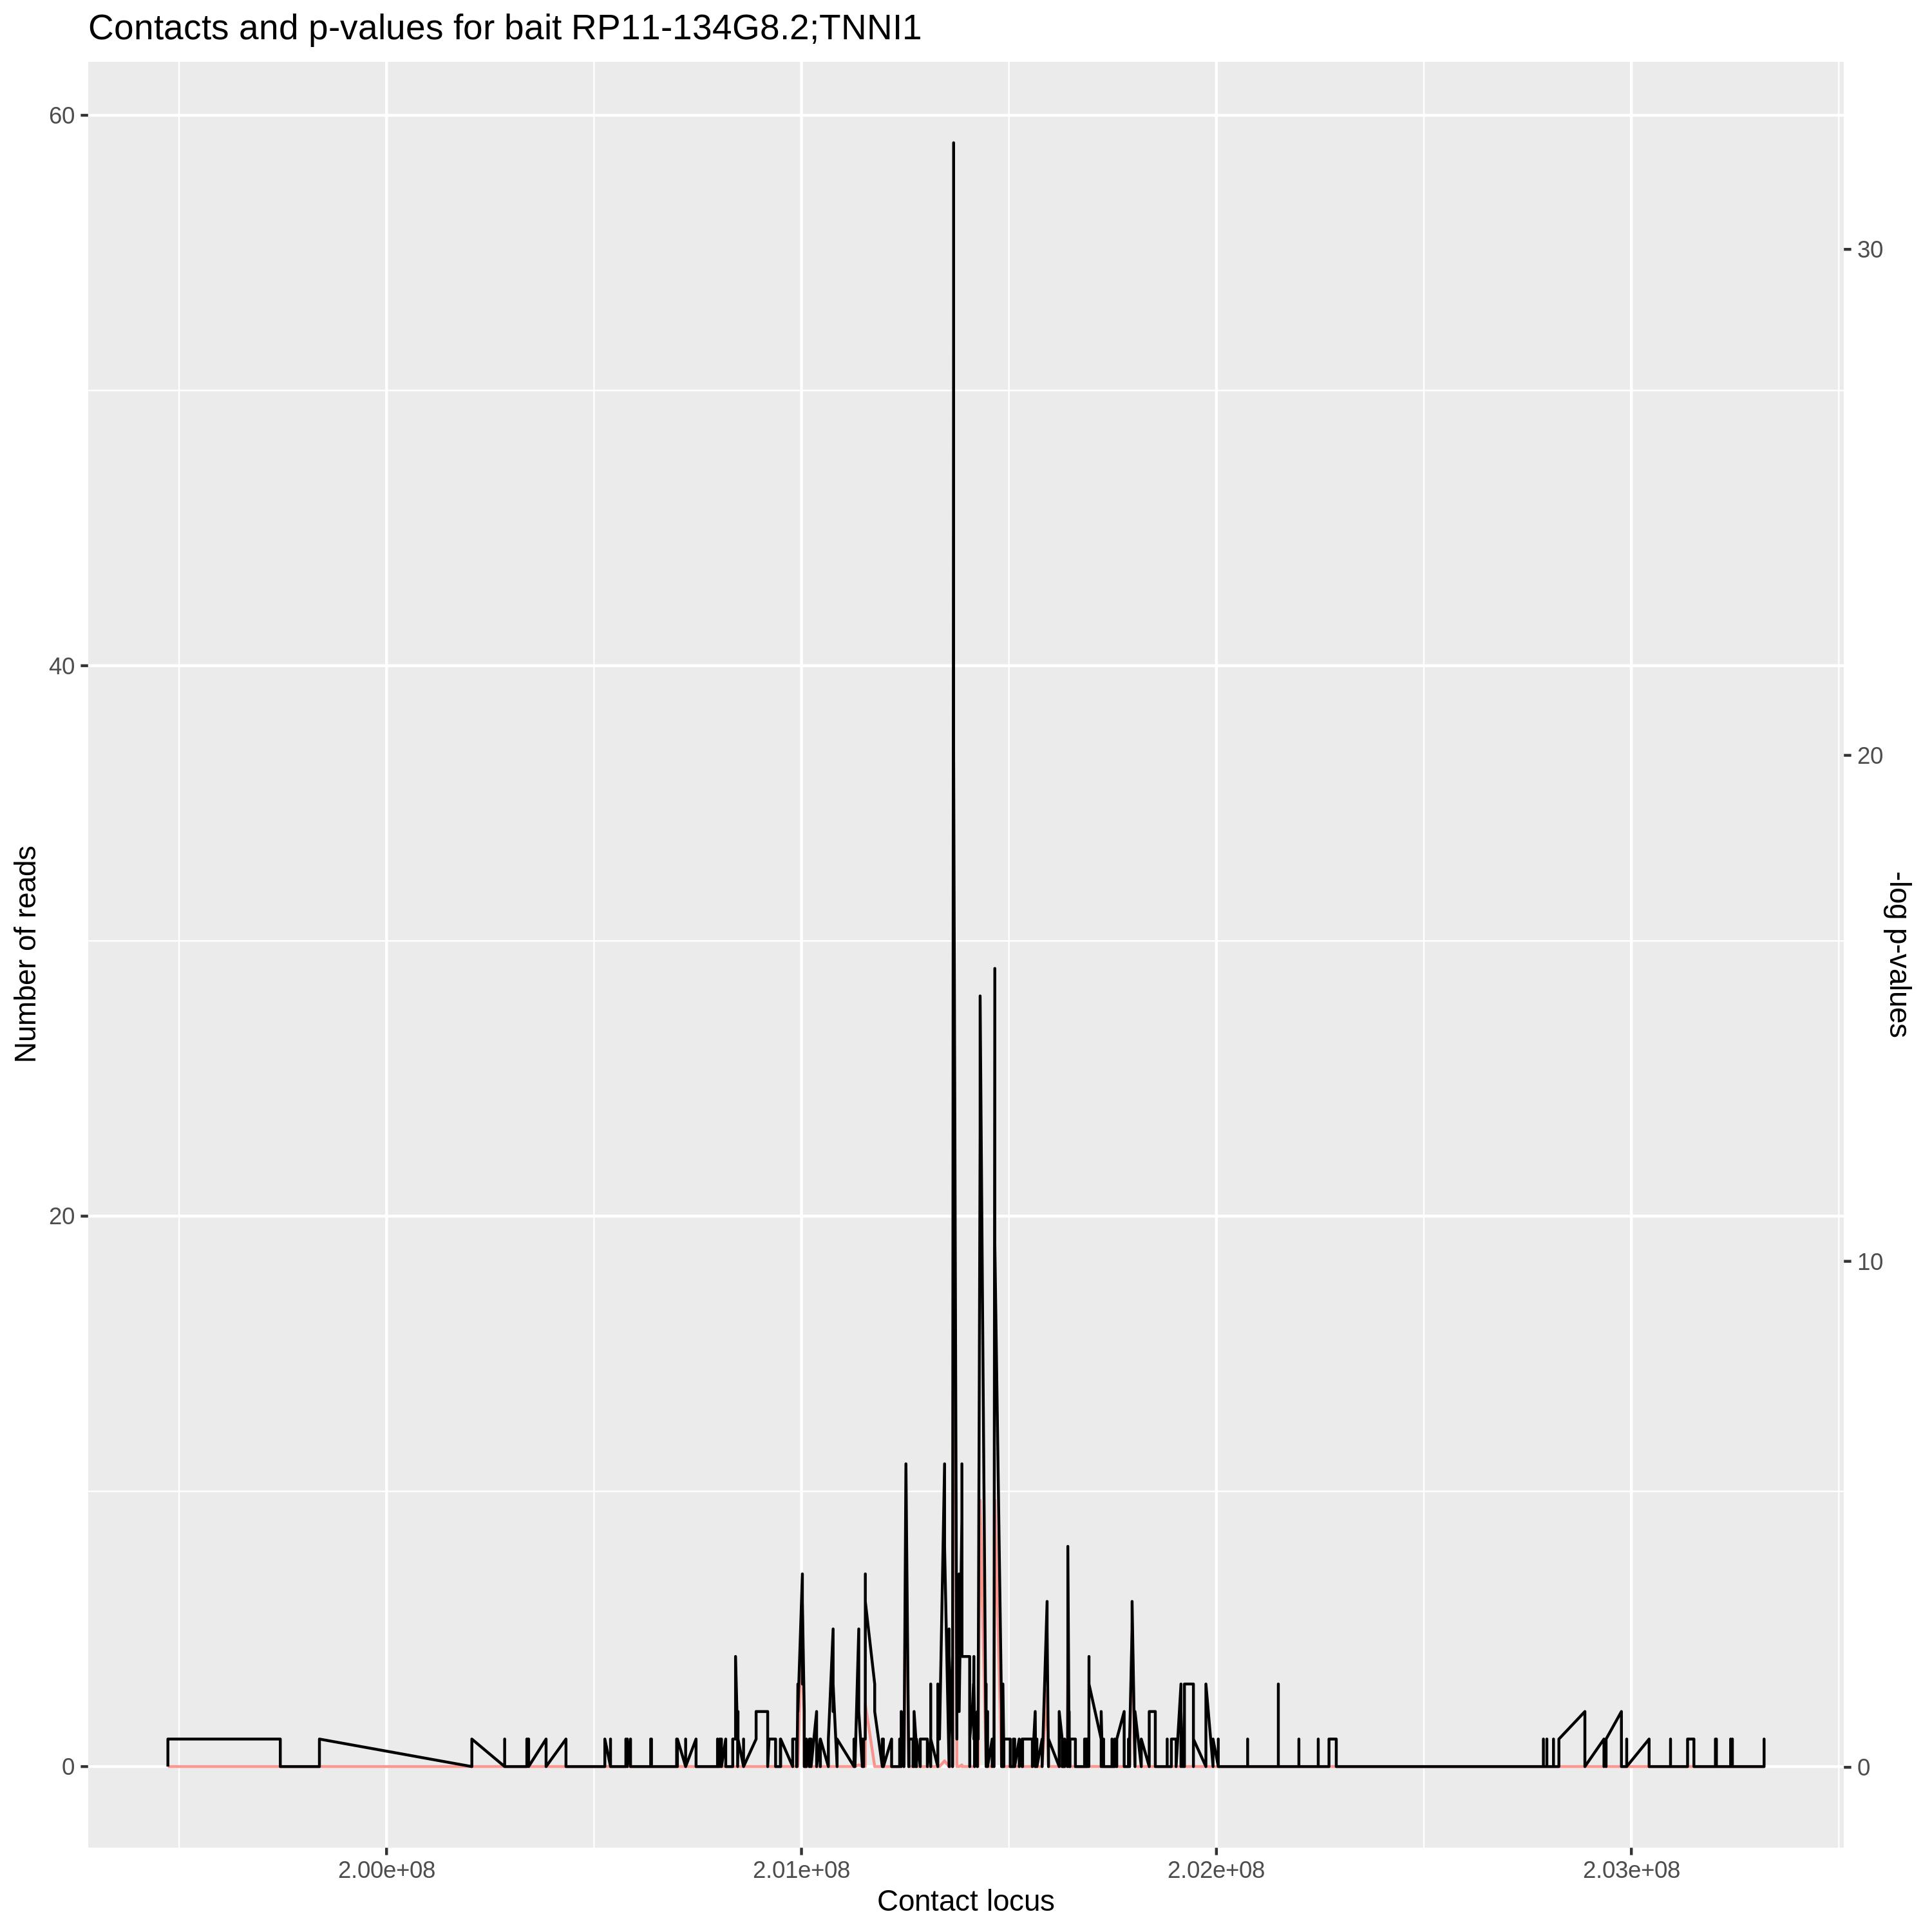 Contacts and p-values for bait RP11-134G8.2;TNNI1
60
40
20
0
Number of reads
30
20
10
0
-log p-values
2.00e+08
2.01e+08
2.02e+08
2.03e+08
Contact locus